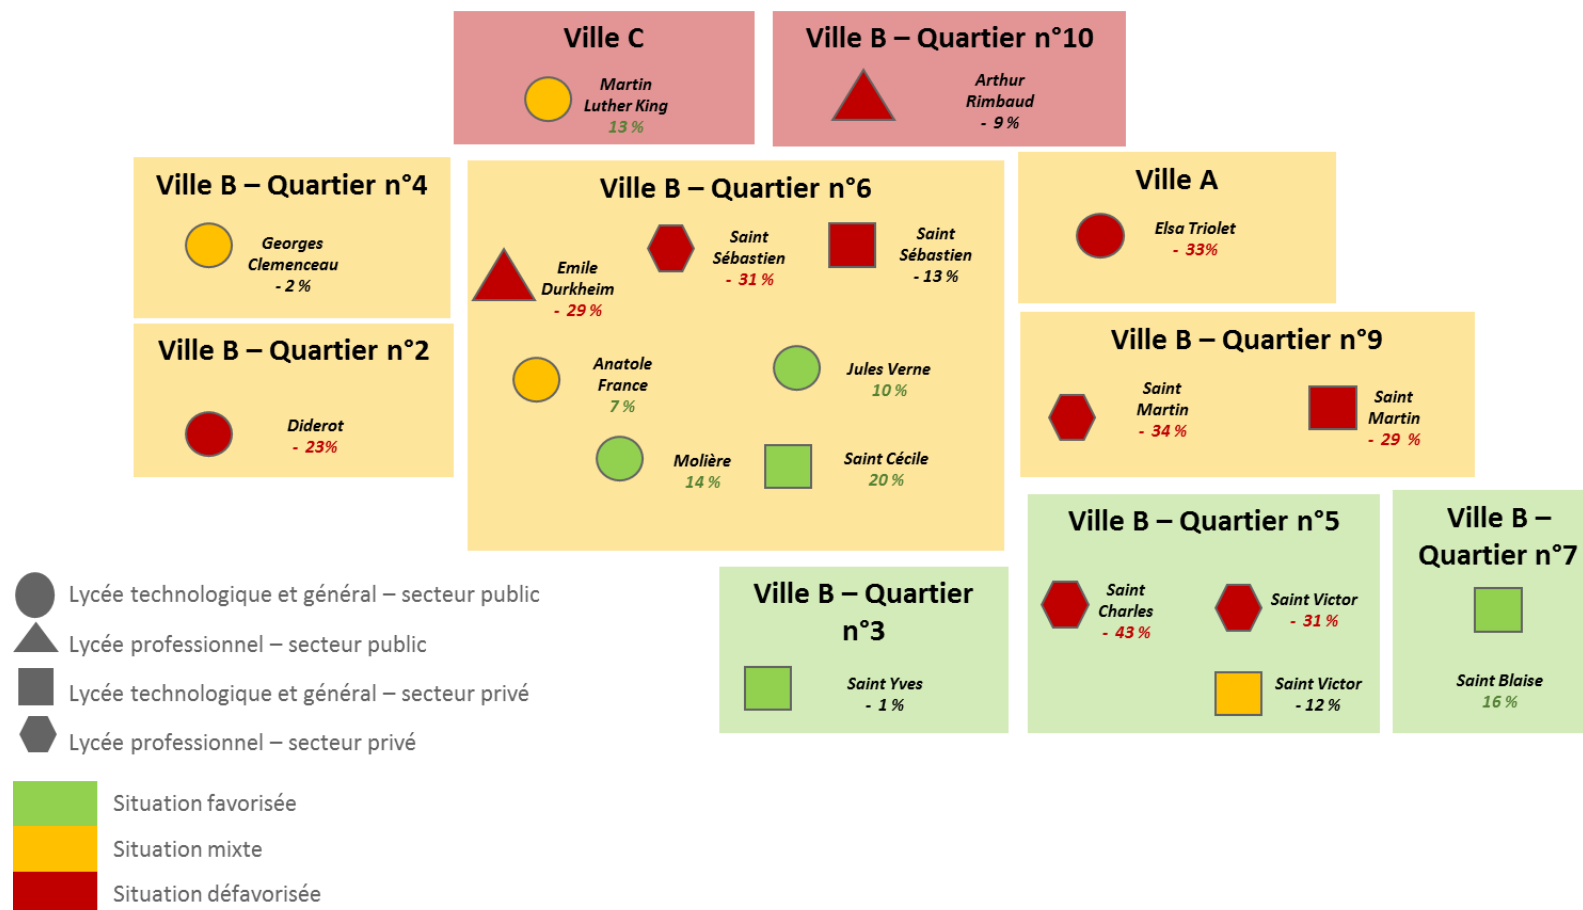 Ville C
Martin
Luther King
13 %
Ville B – Quartier n°10
Arthur
Rimbaud
- 9 %
Ville B – Quartier n°4
Georges
Clemenceau
- 2 %
Ville B – Quartier n°6
Emile
Durkheim
- 29 %
Saint
Sébastien
- 31 %
Saint
Sébastien
- 13 %
Anatole
France
7 %
Jules Verne
10 %
Molière
14 %
Saint Cécile
20 %
Ville A
Elsa Triolet
- 33%
Ville B – Quartier n°2
Diderot
- 23%
Ville B – Quartier n°9
Saint
Martin
- 34 %
Saint
Martin
- 29 %
Ville B – Quartier n°5
Saint
Charles
- 43 %
Saint Victor
- 31 %
Saint Victor
- 12 %
Ville B –
Quartier n°7
Saint Blaise
16 %
Ville B – Quartier
n°3
Saint Yves
- 1 %
Lycée technologique et général – secteur public
Lycée professionnel – secteur public
Lycée technologique et général – secteur privé
Lycée professionnel – secteur privé
Situation favorisée
Situation mixte
Situation défavorisée